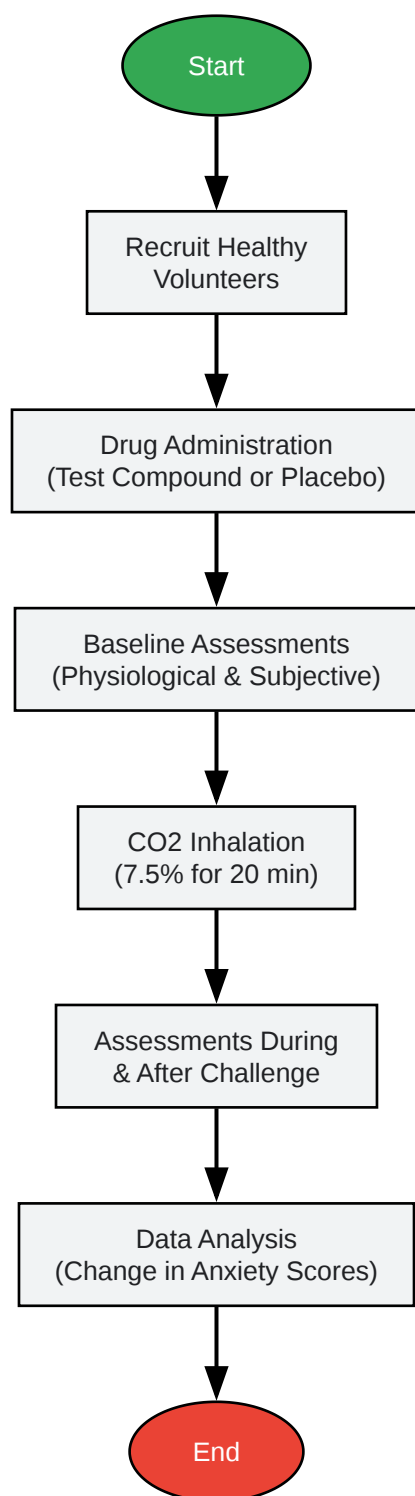 Start
Recruit Healthy
Volunteers
Drug Administration
(Test Compound or Placebo)
Baseline Assessments
(Physiological & Subjective)
CO2 Inhalation
(7.5% for 20 min)
Assessments During
& After Challenge
Data Analysis
(Change in Anxiety Scores)
End